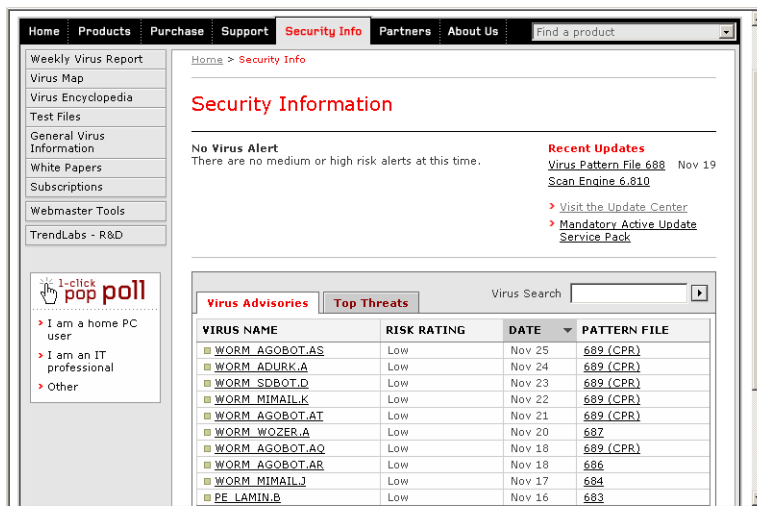 Home Products Purchase Support Security Info Partners About Us Find a product
Weekly Virus Report
Virus Map
Virus Encyclopedia
Test Files
General Virus
Information
White Papers
Subscriptions
Webmaster Tools
TrendLabs - R&D
1-click
pop poll
I am a home PC
user
I am an IT
professional
Other
Home > Security Info
Security Information
No Virus Alert
There are no medium or high risk alerts at this time.
Recent Updates
Virus Pattern File 688 Nov 19
Scan Engine 6.810
Visit the Update Center
Mandatory Active Update
Service Pack
Virus Advisories Top Threats Virus Search
VIRUS NAME RISK RATING DATE PATTERN FILE
WORM_AGOBOT.AS Low Nov 25 689 (CPR)
WORM_ADURK.A Low Nov 24 689 (CPR)
WORM_SDBOT.D Low Nov 23 689 (CPR)
WORM_MIMAIL.K Low Nov 22 689 (CPR)
WORM_AGOBOT.AT Low Nov 21 689 (CPR)
WORM_WOZER.A Low Nov 20 687
WORM_AGOBOT.AQ Low Nov 18 689 (CPR)
WORM_AGOBOT.AR Low Nov 18 686
WORM_MIMAIL.J Low Nov 17 684
PE_LAMIN.B Low Nov 16 683